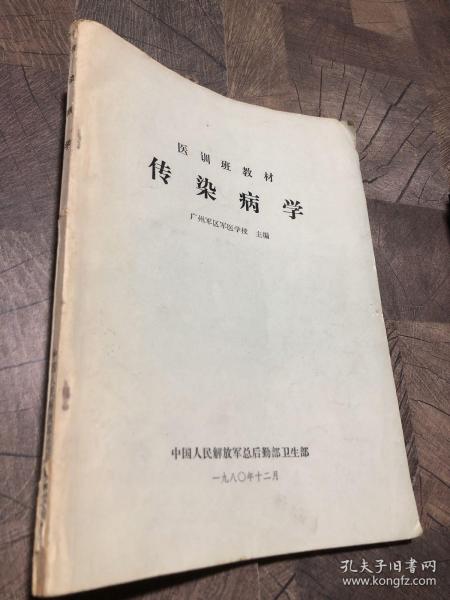 医训班教材
传染病学
广州军区军医学校 主编
中国人民解放军总后勤部卫生部
一九八〇年十二月
孔夫子旧书网
www.kongfz.com